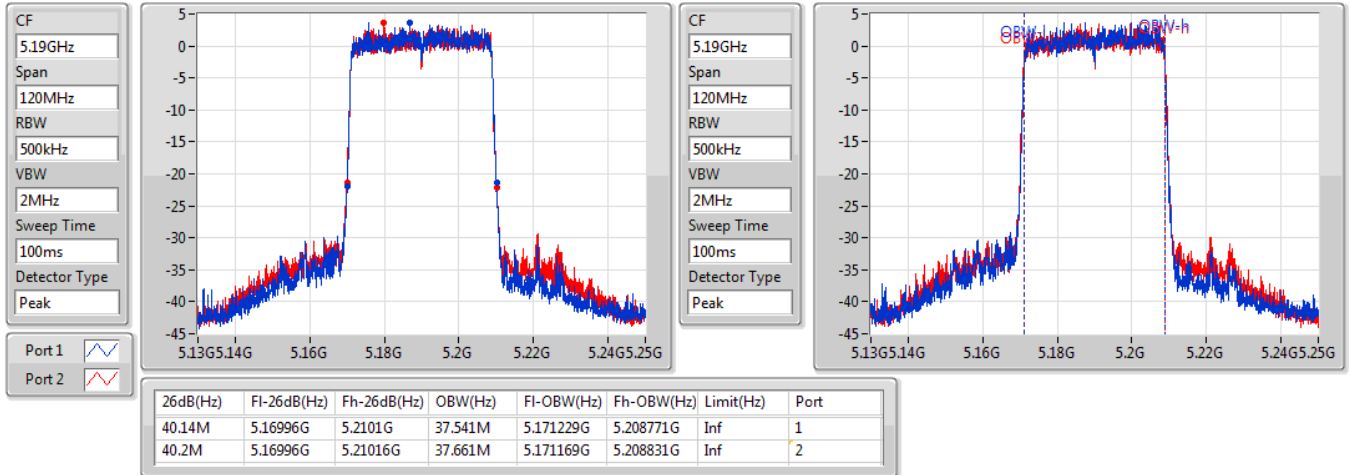 CF
5.19GHz
Span
120MHz
RBW
500kHz
VBW
2MHz
Sweep Time
100ms
Detector Type
Peak
5-
0-
-5-
-10-
-15-
-20-
-25-
-30-
-35-
-40-
-45-
5.13G5.14G 5.16G 5.18G 5.2G 5.22G 5.24G5.25G
CF
5.19GHz
Span
120MHz
RBW
500kHz
VBW
2MHz
Sweep Time
100ms
Detector Type
Peak
5-
0-
-5-
-10-
-15-
-20-
-25-
-30-
-35-
-40-
-45-
OBW-h
5.13G5.14G 5.16G 5.18G 5.2G 5.22G 5.24G5.25G
Port 1
Port 2
26dB(Hz) Fl-26dB(Hz) Fh-26dB(Hz) OBW(Hz) Fl-OBW(Hz) Fh-OBW(Hz) Limit(Hz) Port
40.14M 5.16996G 5.2101G 37.541M 5.171229G 5.208771G Inf 1
40.2M 5.16996G 5.21016G 37.661M 5.171169G 5.208831G Inf 2